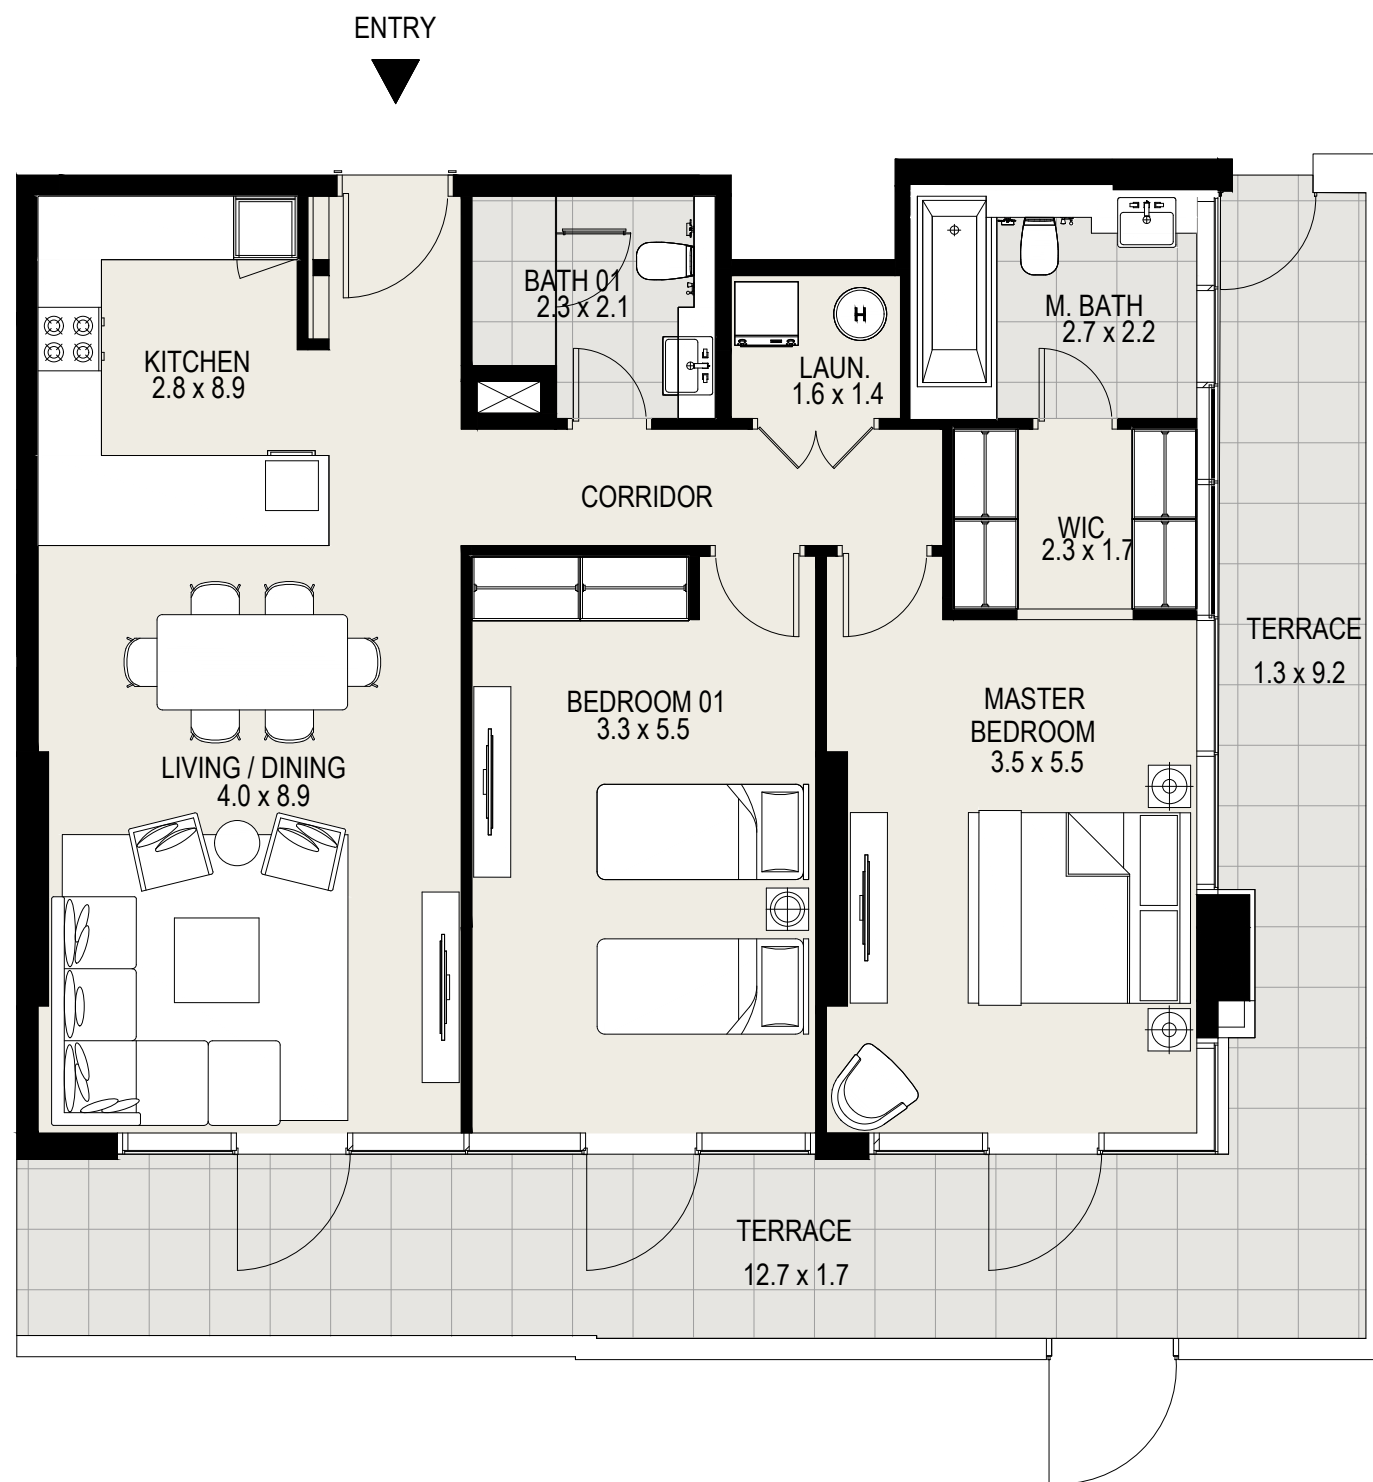 ENTRY
BATH 01
2.3 x 2.1
M. BATH
2.7 x 2.2
H
KITCHEN
2.8 x 8.9
LAUN.
1.6 x 1.4
CORRIDOR
WIC
2.3 x 1.7
TERRACE
1.3 x 9.2
BEDROOM 01
3.3 x 5.5
MASTER
BEDROOM
3.5 x 5.5
LIVING / DINING
4.0 x 8.9
TERRACE
12.7 x 1.7